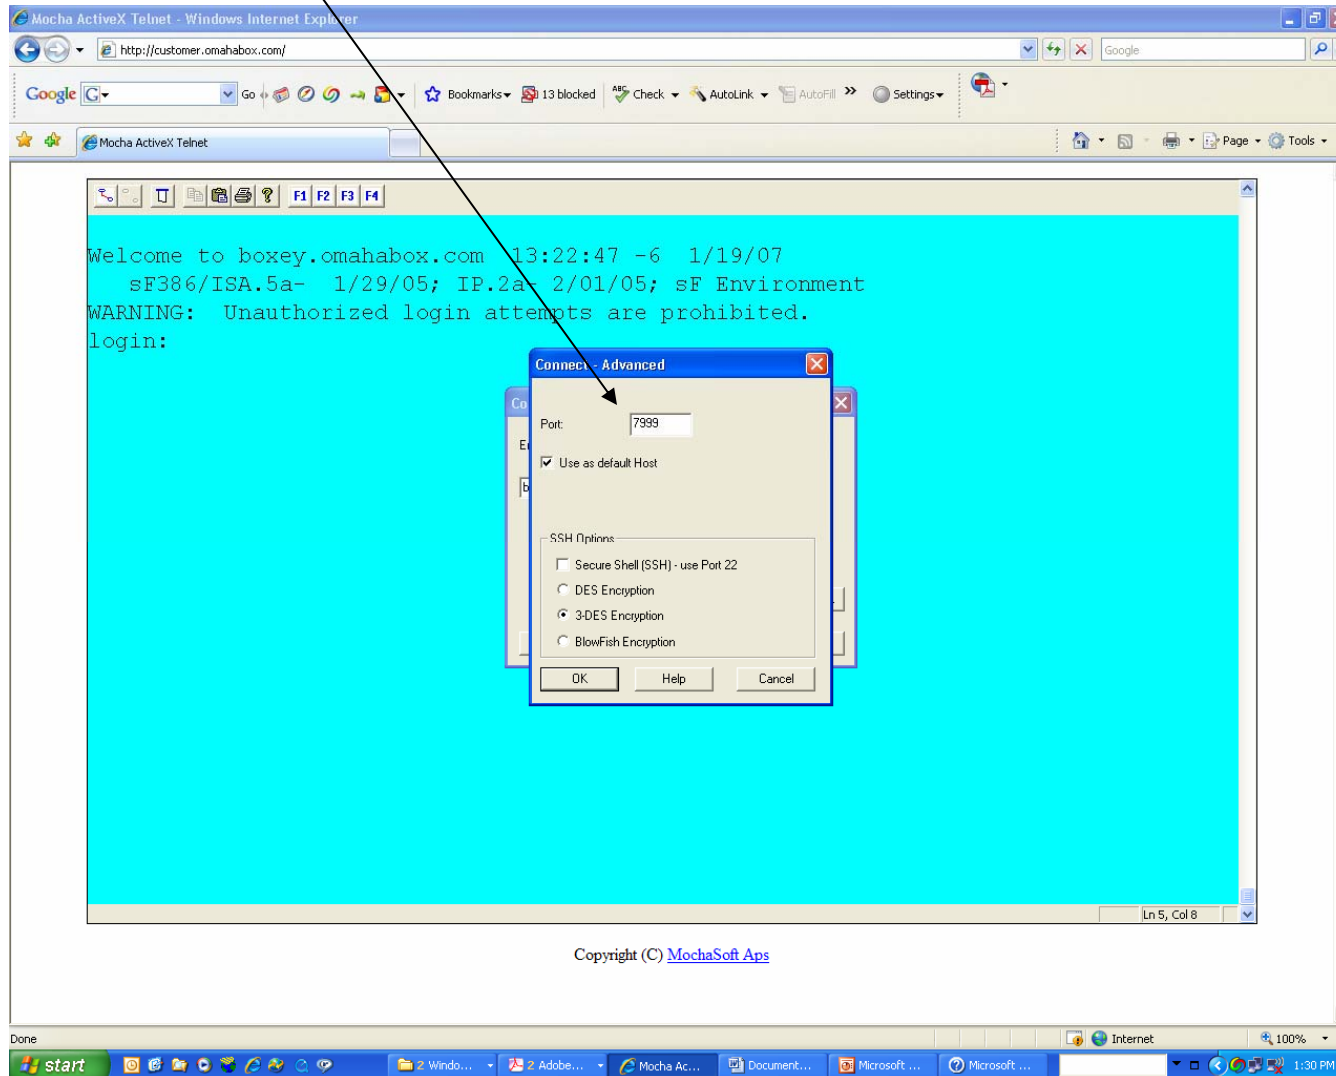 Mocha ActiveX Telnet - Windows Internet Explorer
http://customer.omahabox.com/
Google
Google G Go Bookmarks 13 blocked ABC Check AutoLink AutoFill Settings
Mocha ActiveX Telnet
Page Tools
F1 F2 F3 F4
Welcome to boxey.omahabox.com 13:22:47 -6 1/19/07
sF386/ISA.5a- 1/29/05; IP.2a- 2/01/05; sF Environment
WARNING: Unauthorized login attempts are prohibited.
login:
Connect - Advanced
Co
Port: 7999
En
Use as default Host
b
SSH Options
Secure Shell (SSH) - use Port 22
DES Encryption
3-DES Encryption
BlowFish Encryption
OK Help Cancel
Ln 5, Col 8
Copyright (C) MochaSoft Aps
Done
Internet
100%
start
2 Windo...
2 Adobe...
Mocha Ac...
Document...
Microsoft ...
Microsoft ...
1:30 PM